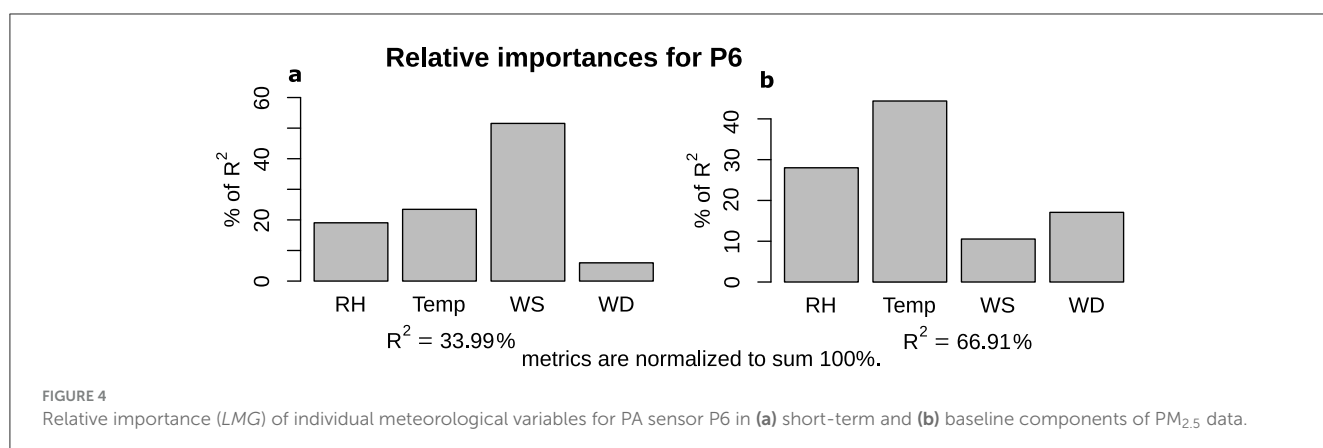 Relative importances for P6
a
% of R²
60
40
20
0
RH Temp WS WD
R² = 33.99%
b
% of R²
40
30
20
10
0
RH Temp WS WD
R² = 66.91%
metrics are normalized to sum 100%.
FIGURE 4
Relative importance (LMG) of individual meteorological variables for PA sensor P6 in (a) short-term and (b) baseline components of PM₂.₅ data.